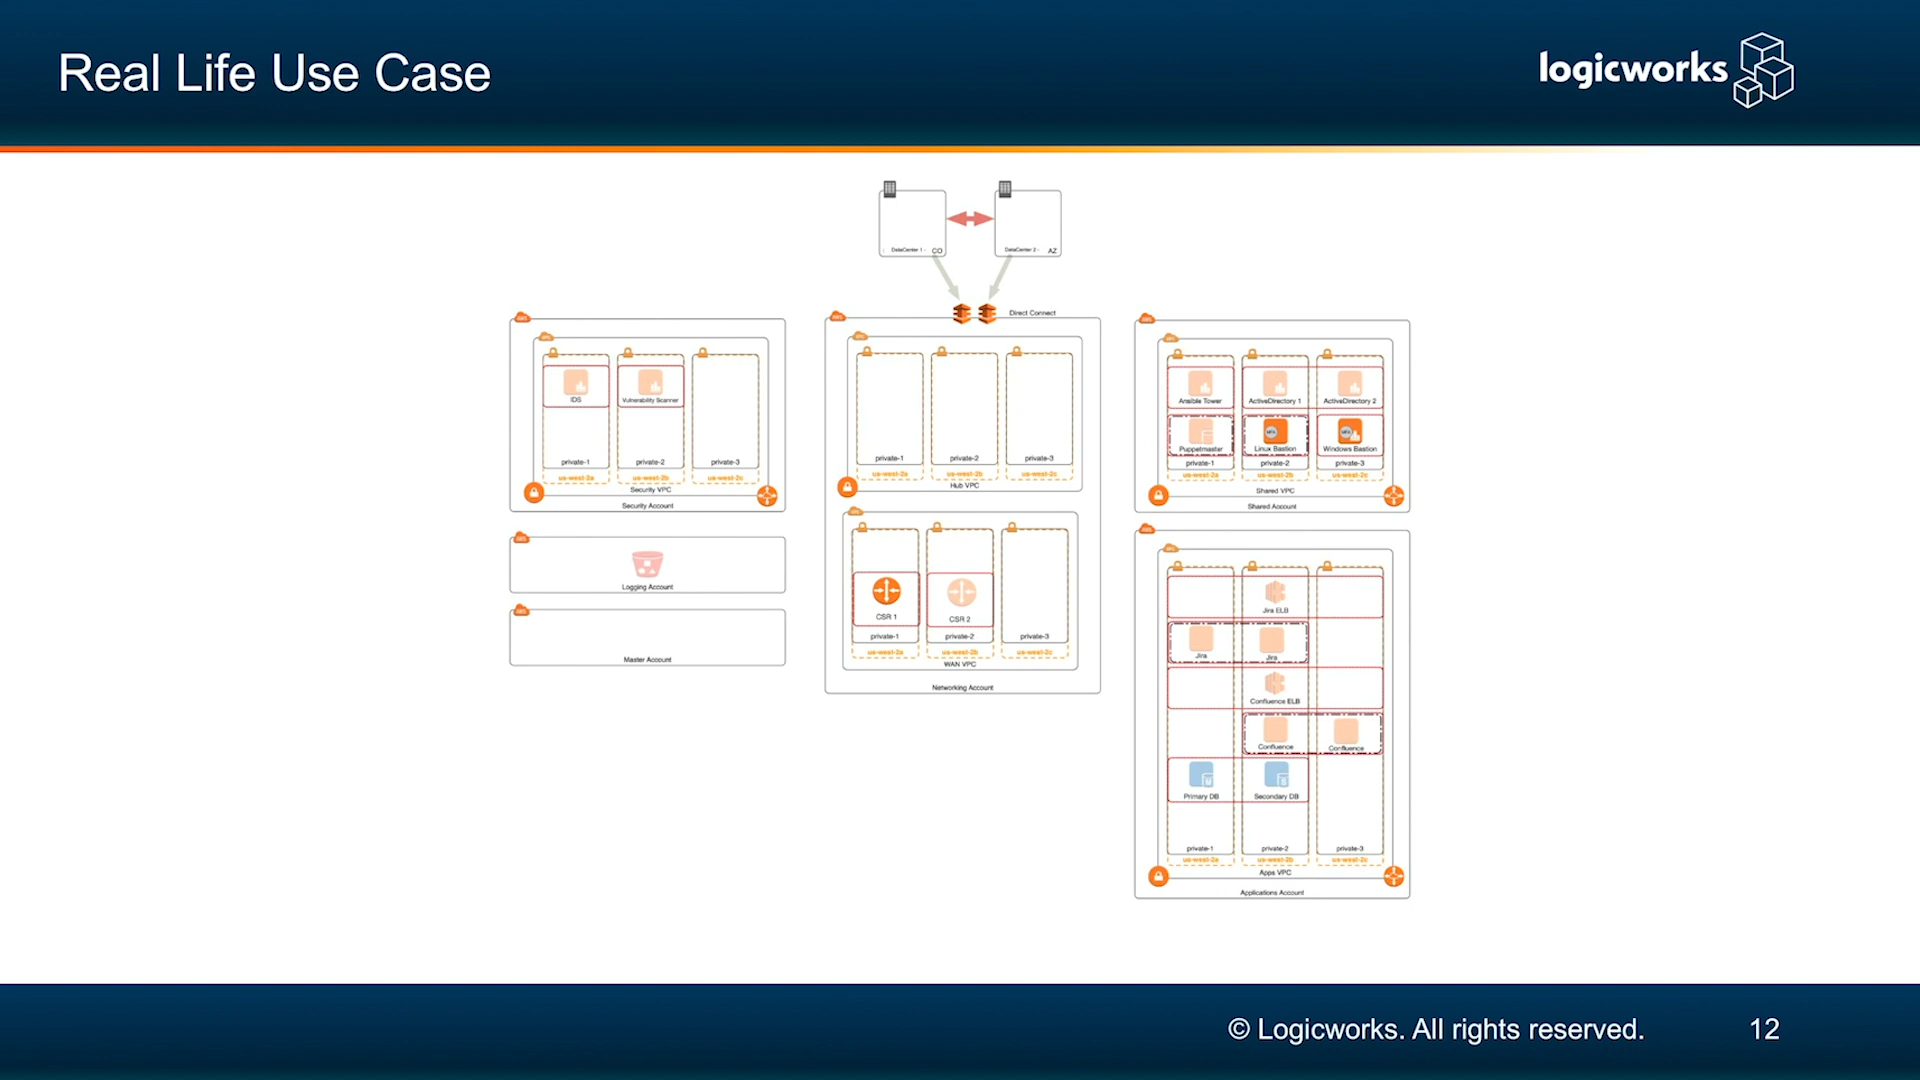 Real Life Use Case
logicworks
DataCenter 1 - CO
DataCenter 2 - AZ
Direct Connect
IDS
Vulnerability Scanner
private-1
private-2
private-3
us-west-2a
us-west-2b
us-west-2c
Security VPC
Security Account
Logging Account
Master Account
private-1
private-2
private-3
us-west-2a
us-west-2b
us-west-2c
Hub VPC
CSR 1
CSR 2
private-1
private-2
private-3
us-west-2a
us-west-2b
us-west-2c
WAN VPC
Networking Account
Ansible Tower
ActiveDirectory 1
ActiveDirectory 2
Puppetmaster
Linux Bastion
Windows Bastion
private-1
private-2
private-3
us-west-2a
us-west-2b
us-west-2c
Shared VPC
Shared Account
Jira ELB
Jira
Jira
Confluence ELB
Confluence
Confluence
Primary DB
Secondary DB
private-1
private-2
private-3
us-west-2a
us-west-2b
us-west-2c
Apps VPC
Applications Account
© Logicworks. All rights reserved.
12